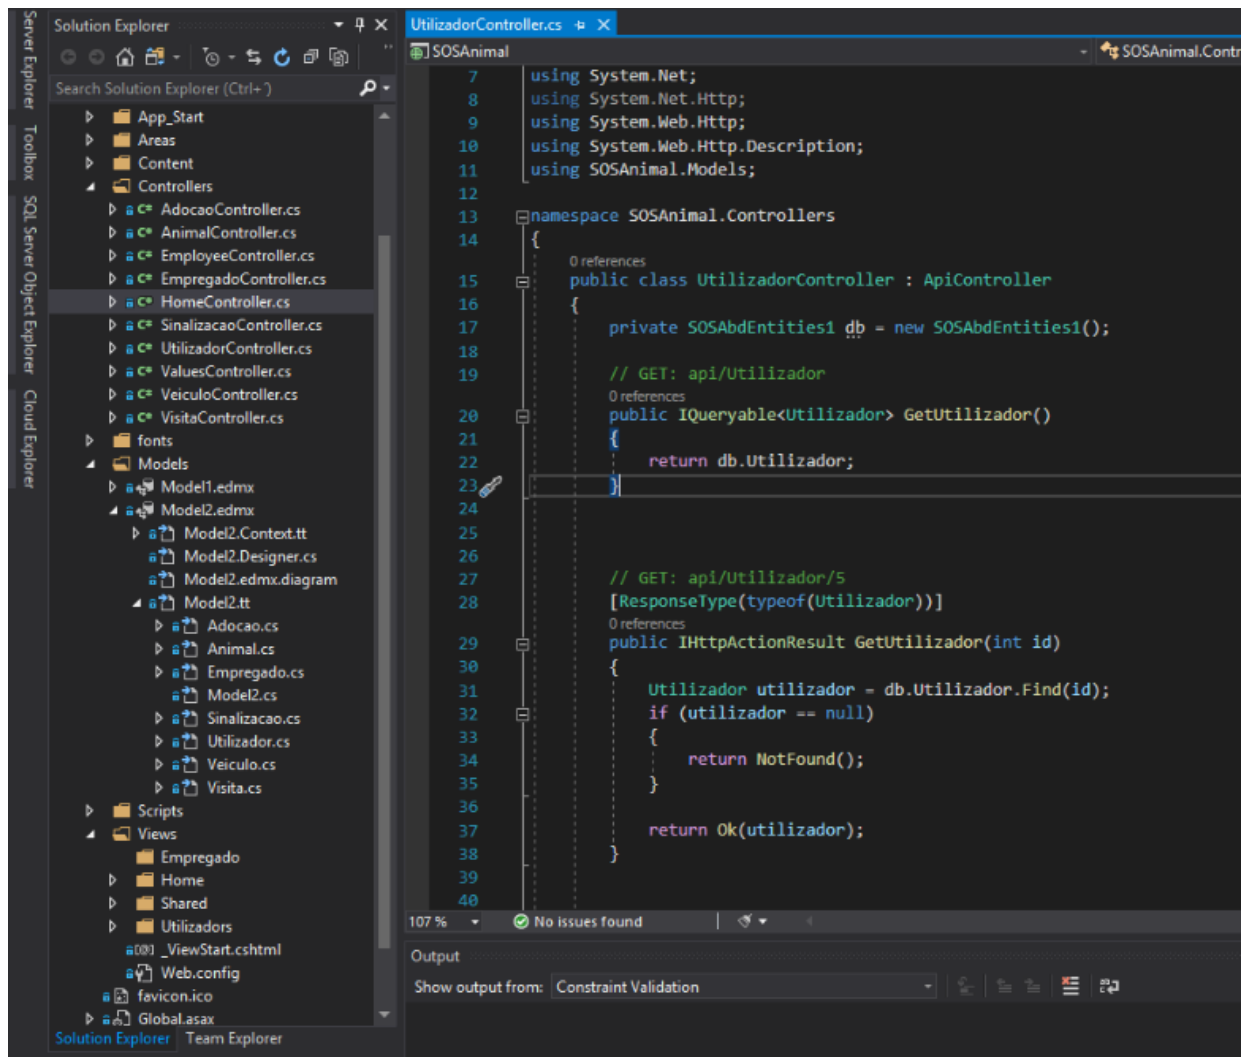 Server Explorer
Toolbox
SQL Server Object Explorer
Cloud Explorer
Solution Explorer
Search Solution Explorer (Ctrl+´)
App_Start
Areas
Content
Controllers
C# AdocaoController.cs
C# AnimalController.cs
C# EmployeeController.cs
C# EmpregadoController.cs
C# HomeController.cs
C# SinalizacaoController.cs
C# UtilizadorController.cs
C# ValuesController.cs
C# VeiculoController.cs
C# VisitaController.cs
fonts
Models
Model1.edmx
Model2.edmx
Model2.Context.tt
Model2.Designer.cs
Model2.edmx.diagram
Model2.tt
Adocao.cs
Animal.cs
Empregado.cs
Model2.cs
Sinalizacao.cs
Utilizador.cs
Veiculo.cs
Visita.cs
Scripts
Views
Empregado
Home
Shared
Utilizadors
_ViewStart.cshtml
Web.config
favicon.ico
Global.asax
Solution Explorer Team Explorer
UtilizadorController.cs
SOSAnimal SOSAnimal.Contr
7 using System.Net;
8 using System.Net.Http;
9 using System.Web.Http;
10 using System.Web.Http.Description;
11 using SOSAnimal.Models;
12
13 namespace SOSAnimal.Controllers
14 {
0 references
15 public class UtilizadorController : ApiController
16 {
17 private SOSAbdEntities1 db = new SOSAbdEntities1();
18
19 // GET: api/Utilizador
0 references
20 public IQueryable<Utilizador> GetUtilizador()
21 {
22 return db.Utilizador;
23 }
24
25
26
27 // GET: api/Utilizador/5
28 [ResponseType(typeof(Utilizador))]
0 references
29 public IHttpActionResult GetUtilizador(int id)
30 {
31 Utilizador utilizador = db.Utilizador.Find(id);
32 if (utilizador == null)
33 {
34 return NotFound();
35 }
36
37 return Ok(utilizador);
38 }
39
40
107 % No issues found
Output
Show output from: Constraint Validation